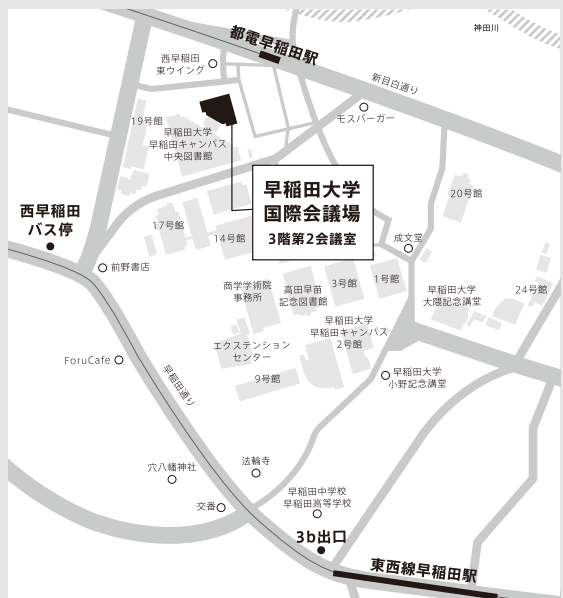 神田川
都電早稲田駅
西早稲田
東ウイング
新目白通り
モスバーガー
19号館
早稲田大学
早稲田キャンパス
中央図書館
早稲田大学
国際会議場
3階第2会議室
20号館
西早稲田
バス停
17号館
14号館
成文堂
前野書店
商学学術院
事務所
高田早苗
記念図書館
3号館
1号館
早稲田大学
大隈記念講堂
24号館
早稲田大学
早稲田キャンパス
2号館
エクステンション
センター
ForuCafe
早稲田通り
9号館
早稲田大学
小野記念講堂
法輪寺
穴八幡神社
交番
早稲田中学校
早稲田高等学校
3b出口
東西線早稲田駅